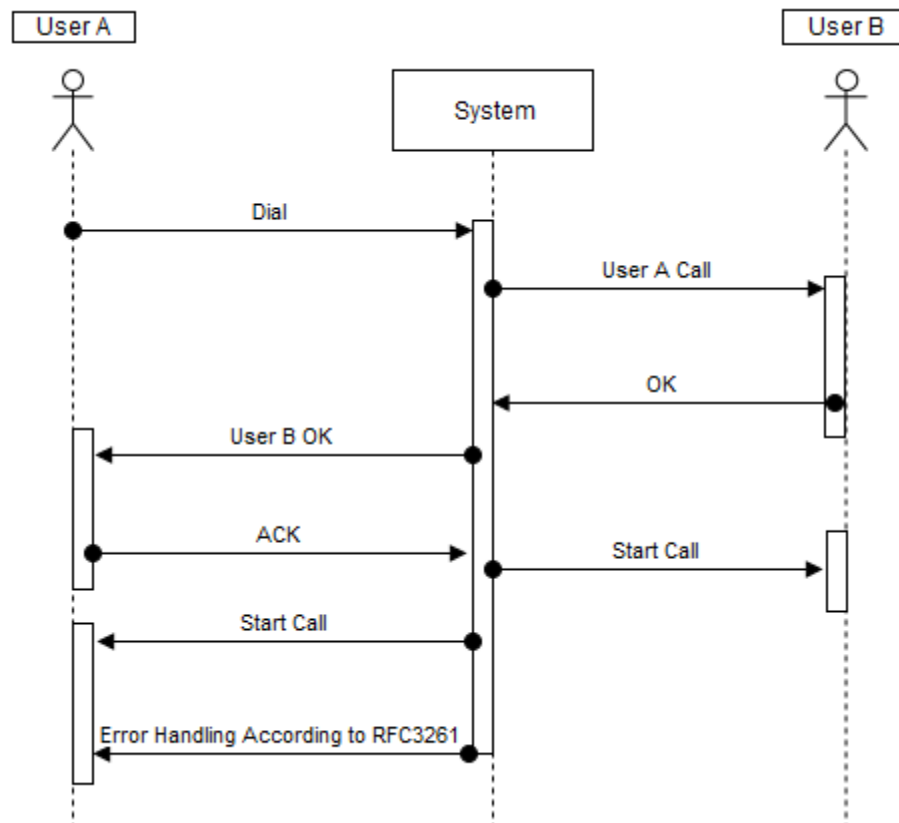 User A
User B
System
Dial
User A Call
OK
User B OK
ACK
Start Call
Start Call
Error Handling According to RFC3261